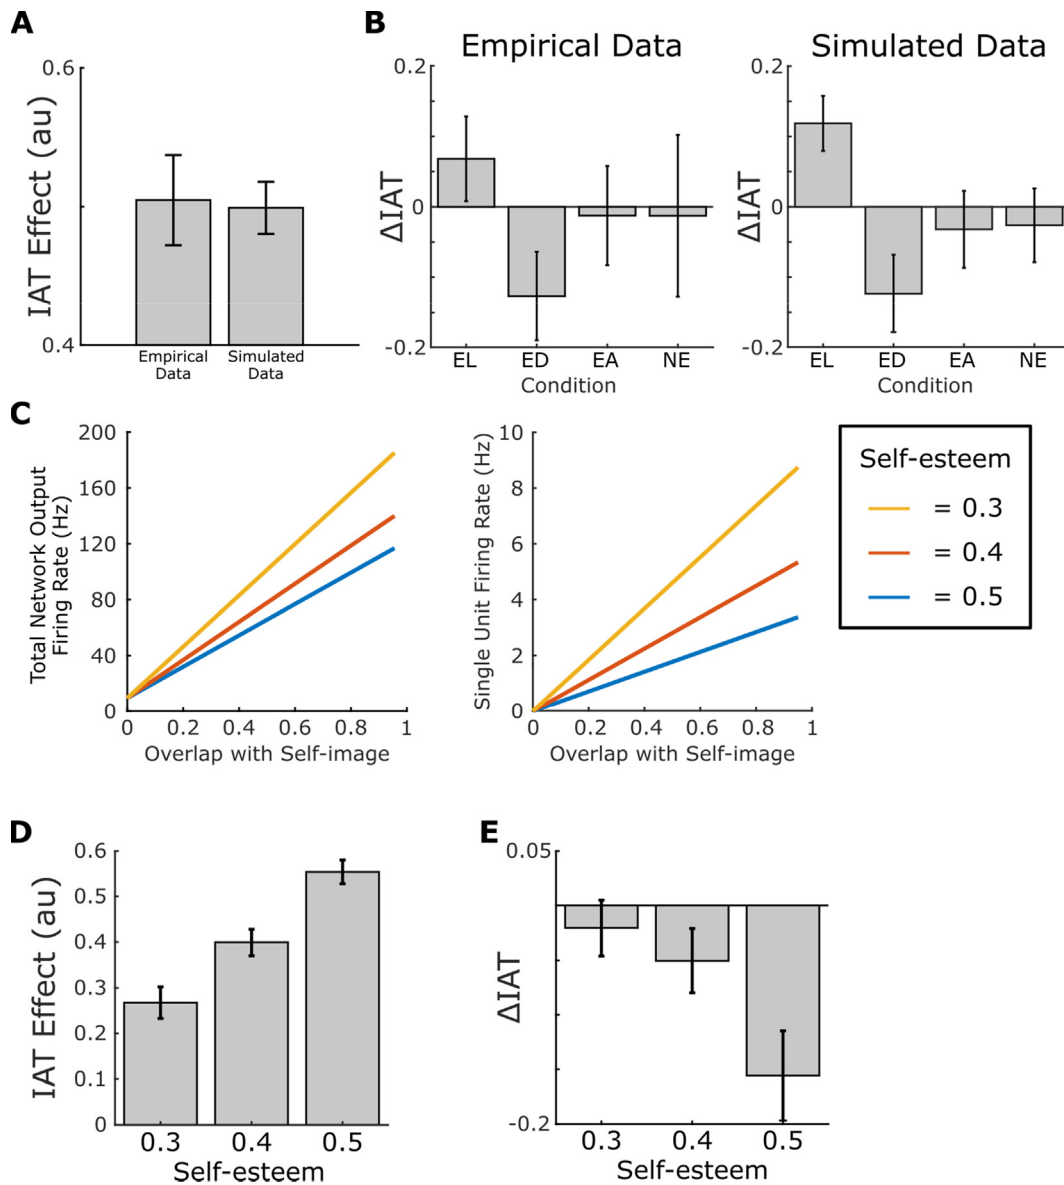 A
IAT Effect (au)
0.6
0.4
Empirical Data
Simulated Data
B
Empirical Data
ΔIAT
0.2
0
-0.2
EL ED EA NE
Condition
Simulated Data
ΔIAT
0.2
0
-0.2
EL ED EA NE
Condition
C
Total Network Output
Firing Rate (Hz)
200
160
120
80
40
0
0 0.2 0.4 0.6 0.8 1
Overlap with Self-image
Single Unit Firing Rate (Hz)
10
8
6
4
2
0
0 0.2 0.4 0.6 0.8 1
Overlap with Self-image
Self-esteem
= 0.3
= 0.4
= 0.5
D
IAT Effect (au)
0.6
0.5
0.4
0.3
0.2
0.1
0
0.3 0.4 0.5
Self-esteem
E
ΔIAT
0.05
-0.2
0.3 0.4 0.5
Self-esteem